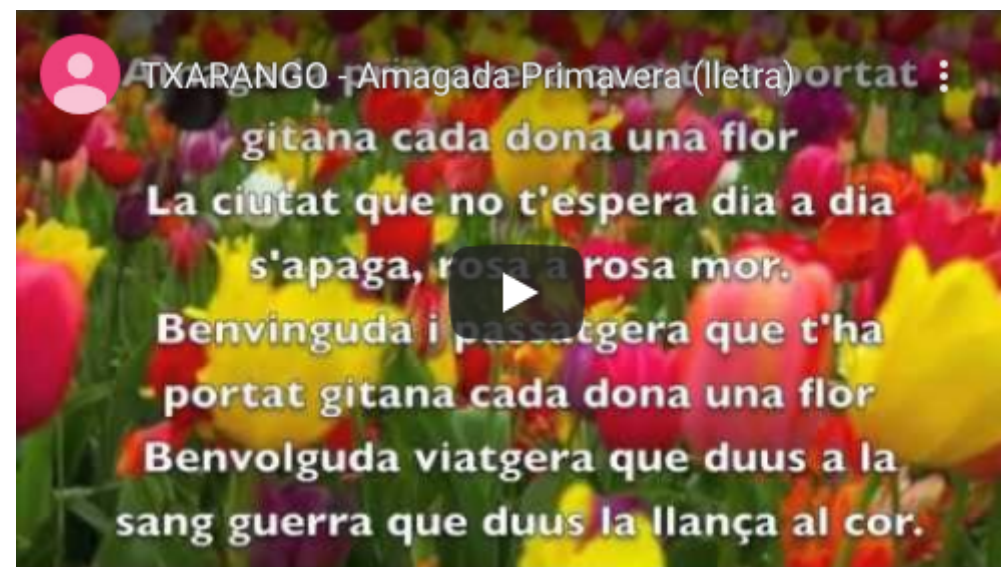 TXARANGO - Amagada Primavera (lletra)
portat
gitana cada dona una flor
La ciutat que no t'espera dia a dia
s'apaga, rosa a rosa mor.
Benvinguda i passatgera que t'ha
portat gitana cada dona una flor
Benvolguda viatgera que duus a la
sang guerra que duus la llança al cor.